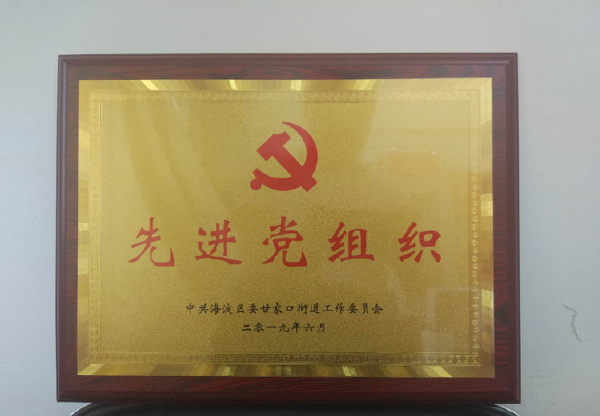 先进党组织
中共海淀区委甘家口街道工作委员会
二零一九年六月